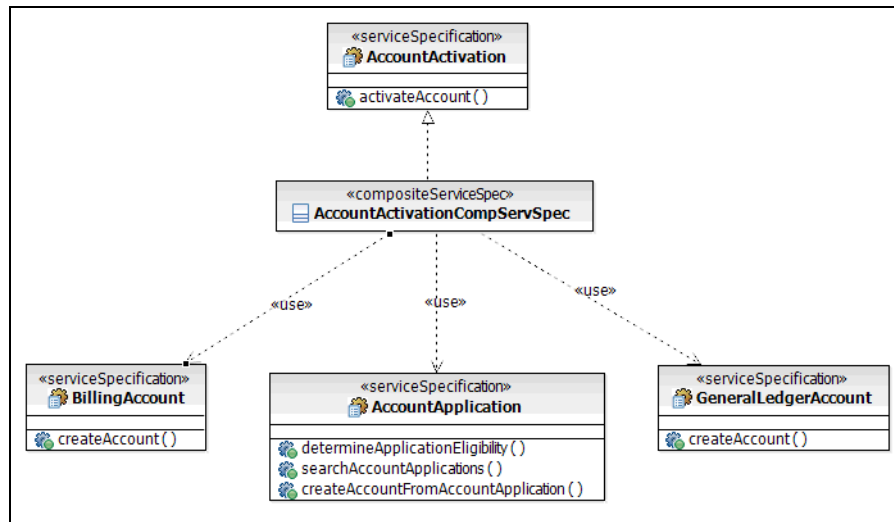 «serviceSpecification»
AccountActivation
activateAccount ( )
«compositeServiceSpec»
AccountActivationCompServSpec
«use»
«use»
«use»
«serviceSpecification»
BillingAccount
createAccount ( )
«serviceSpecification»
AccountApplication
determineApplicationEligibility ( )
searchAccountApplications ( )
createAccountFromAccountApplication ( )
«serviceSpecification»
GeneralLedgerAccount
createAccount ( )